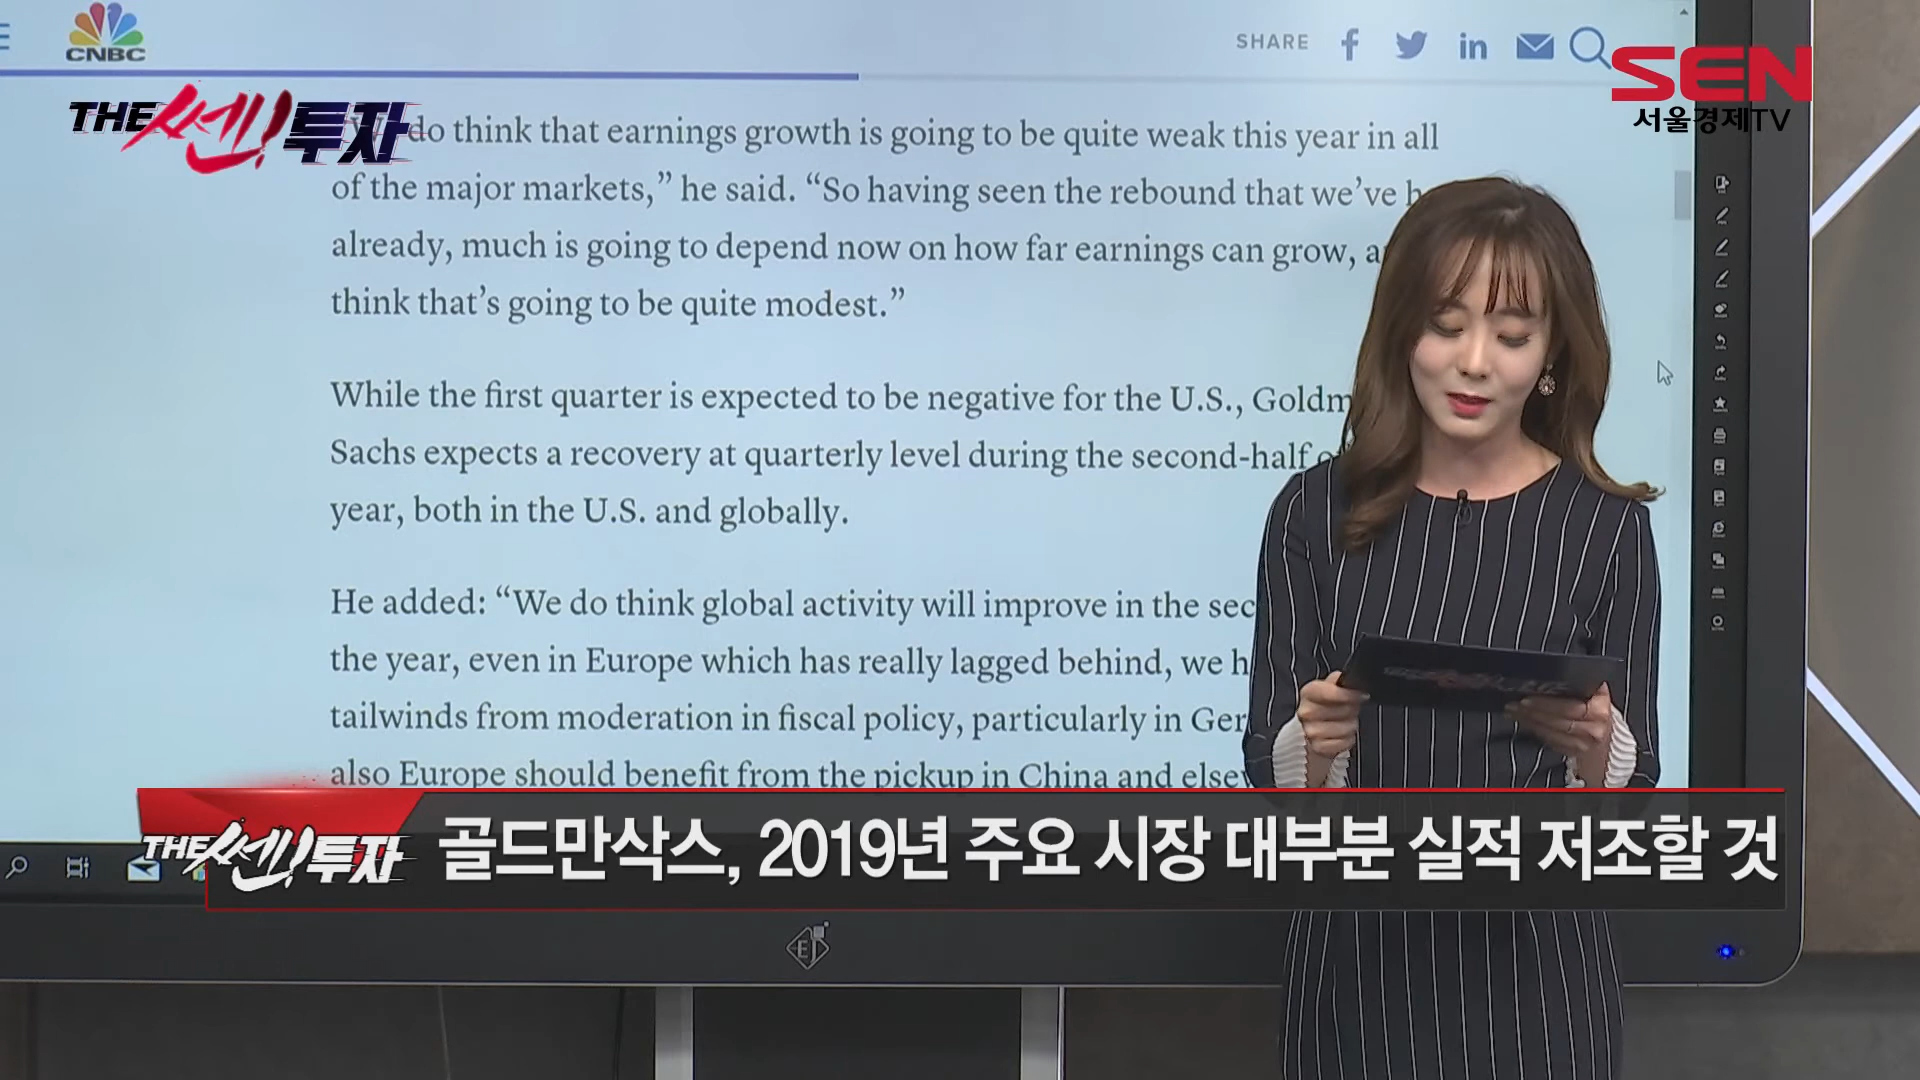 CNBC
SHARE
SEN
서울경제TV
THE쎈!투자
do think that earnings growth is going to be quite weak this year in all
of the major markets,” he said. “So having seen the rebound that we’ve
already, much is going to depend now on how far earnings can grow,
think that’s going to be quite modest.”
While the first quarter is expected to be negative for the U.S.,
Sachs expects a recovery at quarterly level during the second-half
year, both in the U.S. and globally.
He added: “We do think global activity will improve in the
the year, even in Europe which has really lagged behind, we
tailwinds from moderation in fiscal policy, particularly in
also Europe should benefit from the pickup in China and
THE쎈!투자
골드만삭스, 2019년 주요 시장 대부분 실적 저조할 것